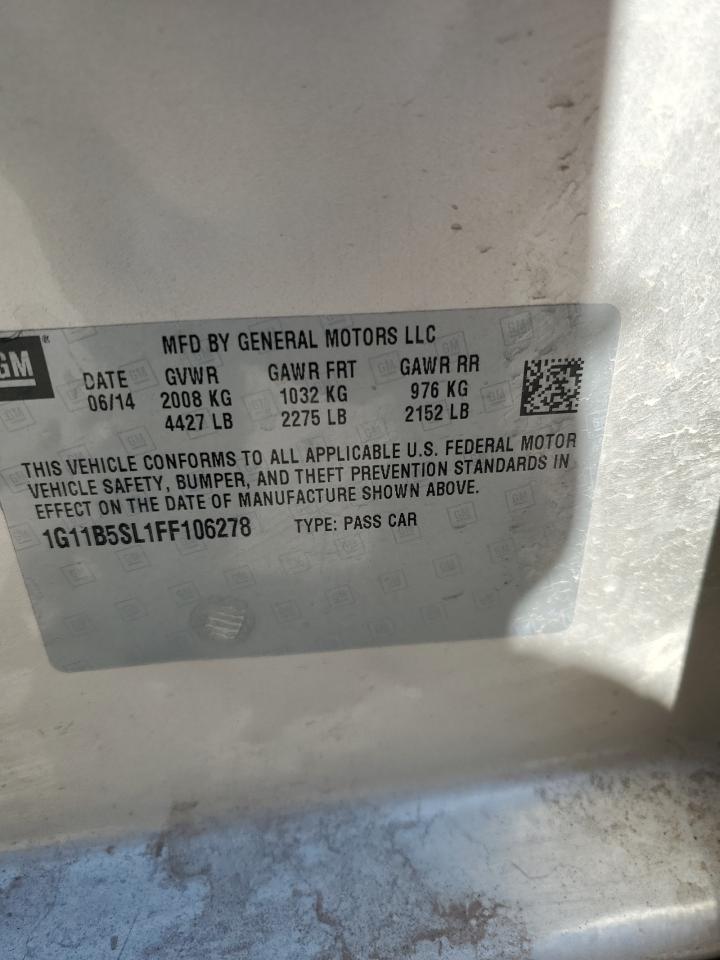 MFD BY GENERAL MOTORS LLC
GM
DATE GVWR GAWR FRT GAWR RR
06/14 2008 KG 1032 KG 976 KG
4427 LB 2275 LB 2152 LB
THIS VEHICLE CONFORMS TO ALL APPLICABLE U.S. FEDERAL MOTOR
VEHICLE SAFETY, BUMPER, AND THEFT PREVENTION STANDARDS IN
EFFECT ON THE DATE OF MANUFACTURE SHOWN ABOVE.
1G11B5SL1FF106278 TYPE: PASS CAR